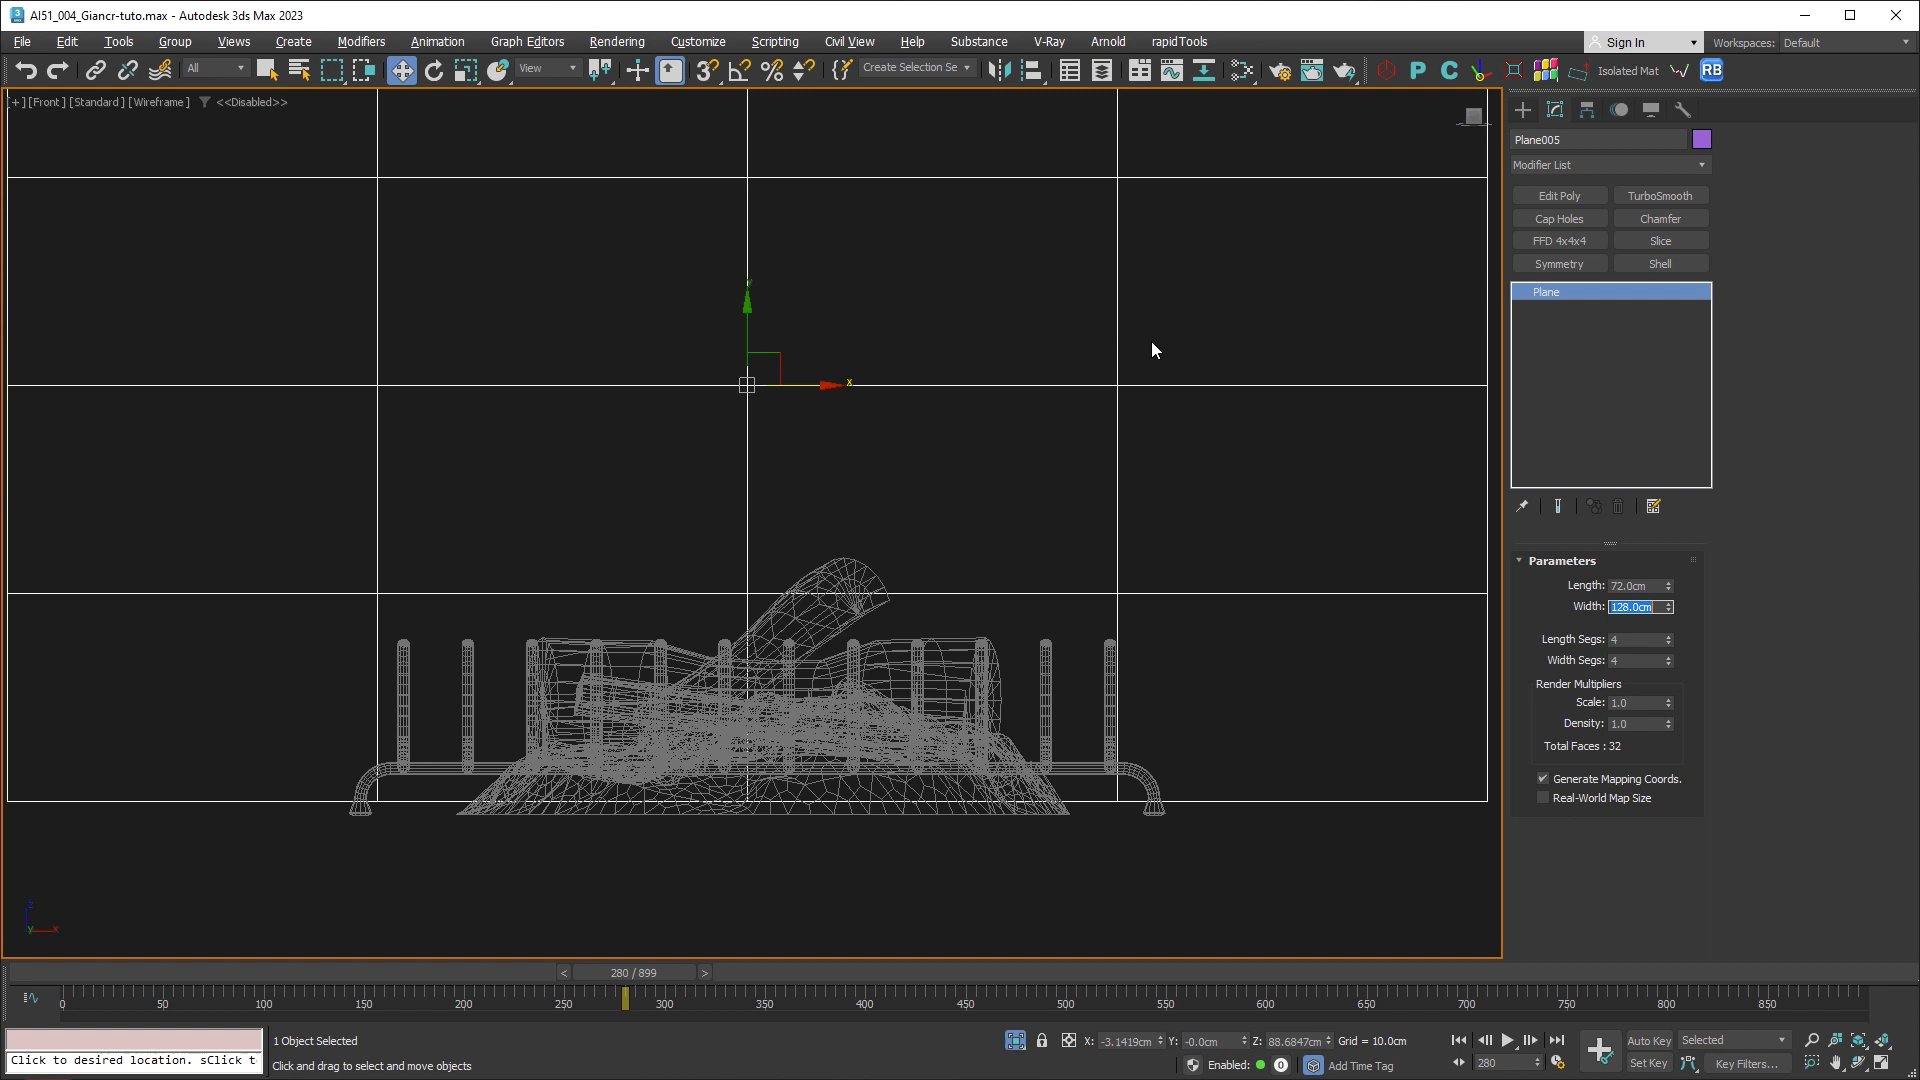 AI51_004_Giancr-tuto.max - Autodesk 3ds Max 2023
File Edit Tools Group Views Create Modifiers Animation Graph Editors Rendering Customize Scripting Civil View Help Substance V-Ray Arnold rapidTools
Sign In Workspaces: Default
All View Create Selection Se Isolated Mat RB
[+] [Front] [Standard] [Wireframe] <<Disabled>>
Plane005
Modifier List
Edit Poly TurboSmooth
Cap Holes Chamfer
FFD 4x4x4 Slice
Symmetry Shell
Plane
x
Parameters
Length: 72.0cm
Width: 128.0cm
Length Segs: 4
Width Segs: 4
Render Multipliers
Scale: 1.0
Density: 1.0
Total Faces : 32
Generate Mapping Coords.
Real-World Map Size
z
y x
< 280 / 899 >
0 50 100 150 200 250 300 350 400 450 500 550 600 650 700 750 800 850
1 Object Selected
X: -3.1419cm Y: -0.0cm Z: 88.6847cm Grid = 10.0cm
Auto Key Selected
Click to desired location. sClick t
Click and drag to select and move objects
Enabled: 0 Add Time Tag
280 Set Key Key Filters...